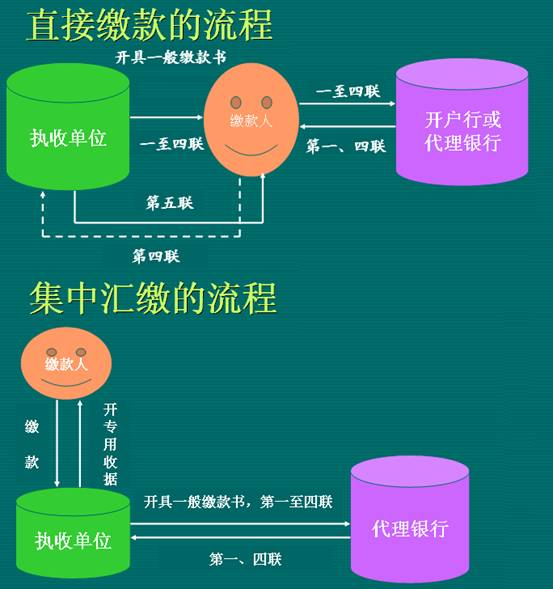 直接缴款的流程
开具一般缴款书
执收单位
一至四联
缴款人
一至四联
第一、四联
开户行或
代理银行
第五联
第四联
集中汇缴的流程
缴款人
缴款
开专用收据
执收单位
开具一般缴款书，第一至四联
第一、四联
代理银行